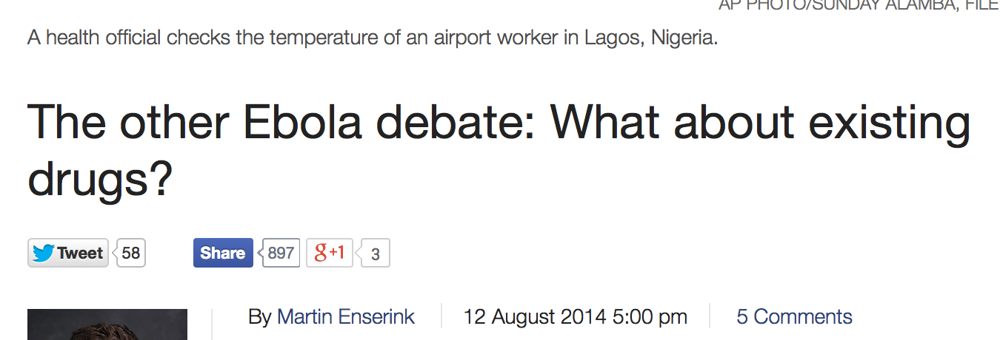 AP PHOTO/SUNDAY ALAMBA, FILE
A health official checks the temperature of an airport worker in Lagos, Nigeria.
The other Ebola debate: What about existing
drugs?
Tweet 58 Share 897 g+1 3
By Martin Enserink 12 August 2014 5:00 pm 5 Comments